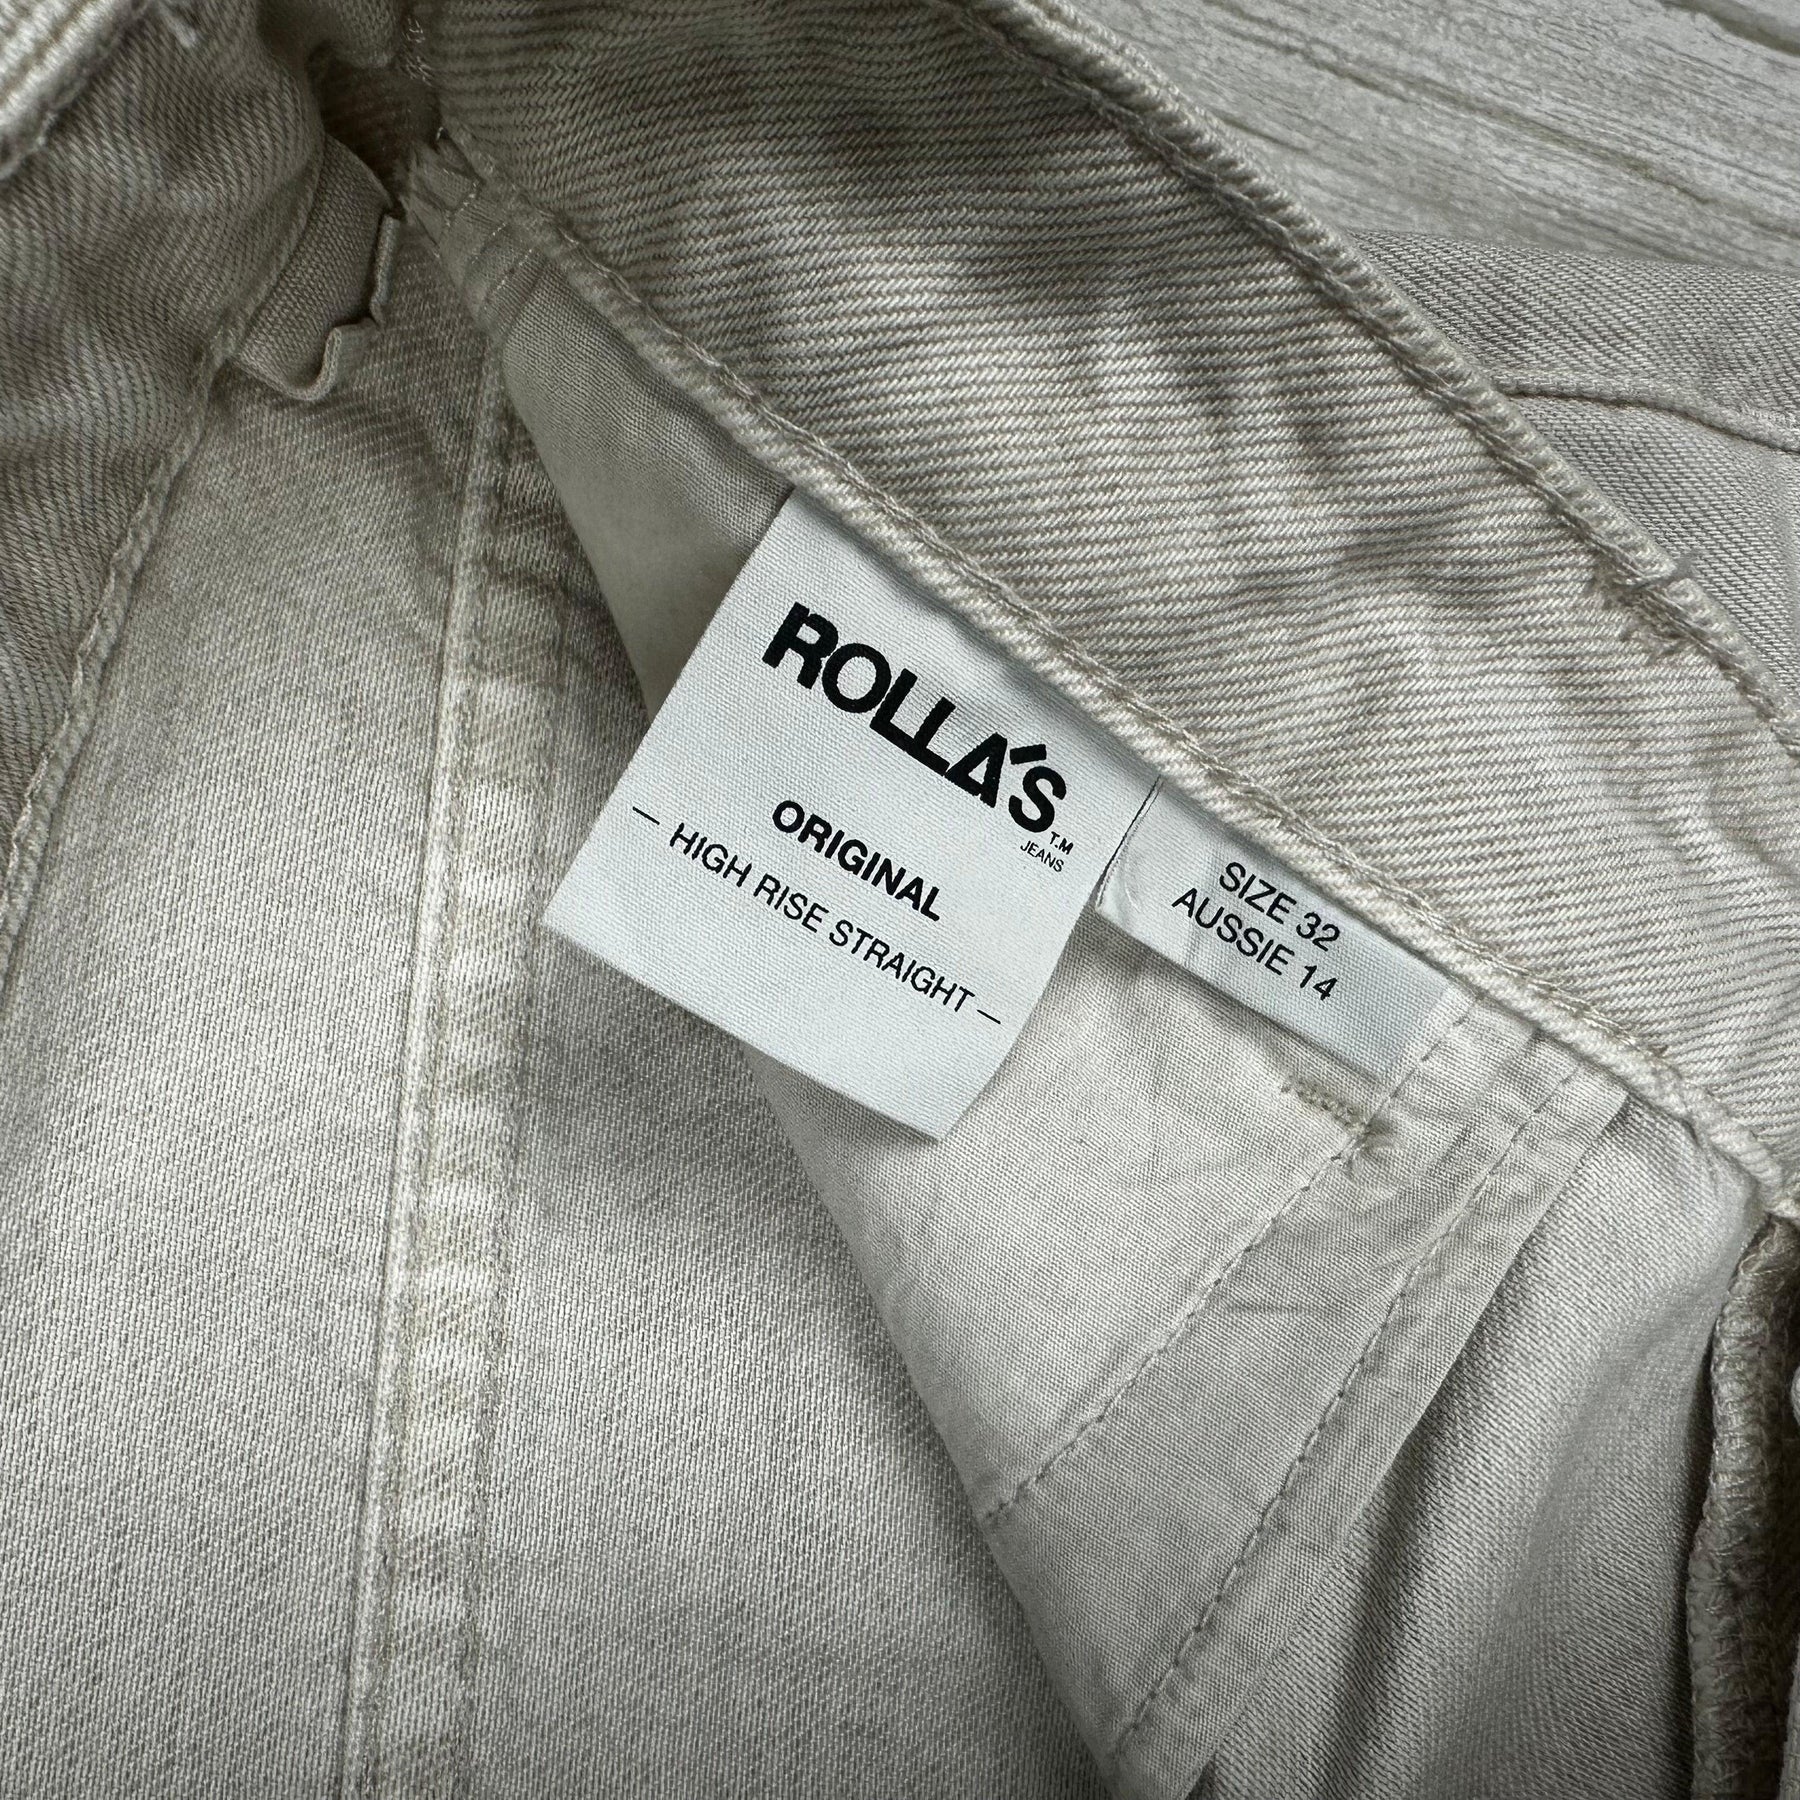 ROLLA'S T.M
JEANS
ORIGINAL
— HIGH RISE STRAIGHT —
SIZE 32
AUSSIE 14